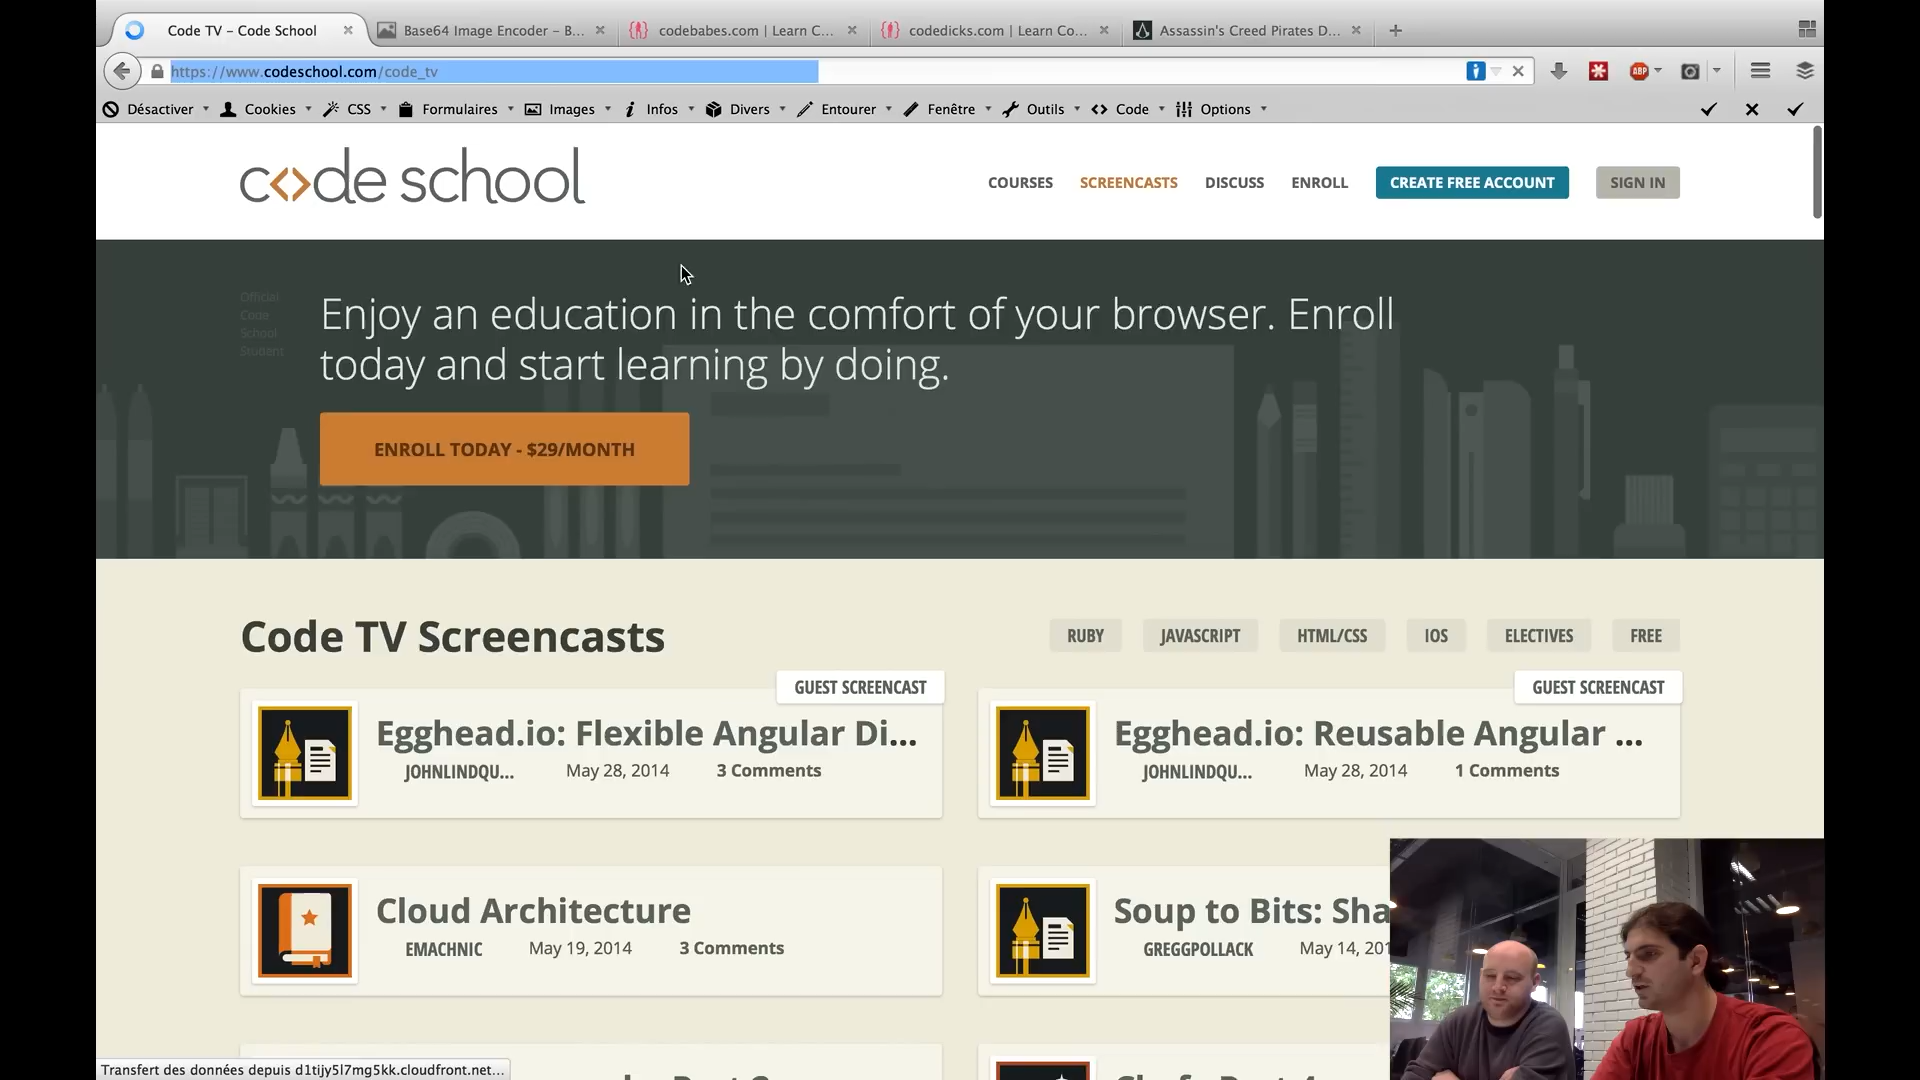 Code TV – Code School
Base64 Image Encoder – B...
codebabes.com | Learn C...
codedicks.com | Learn Co...
Assassin's Creed Pirates D...
https://www.codeschool.com/code_tv
ABP
Désactiver Cookies CSS Formulaires Images Infos Divers Entourer Fenêtre Outils Code Options
code school
COURSES SCREENCASTS DISCUSS ENROLL CREATE FREE ACCOUNT SIGN IN
Official
Code
School
Student
Enjoy an education in the comfort of your browser. Enroll
today and start learning by doing.
ENROLL TODAY - $29/MONTH
Code TV Screencasts
RUBY JAVASCRIPT HTML/CSS IOS ELECTIVES FREE
GUEST SCREENCAST
Egghead.io: Flexible Angular Di...
JOHNLINDQU... May 28, 2014 3 Comments
GUEST SCREENCAST
Egghead.io: Reusable Angular ...
JOHNLINDQU... May 28, 2014 1 Comments
Cloud Architecture
EMACHNIC May 19, 2014 3 Comments
Soup to Bits: Sha
GREGGPOLLACK May 14, 201
Transfert des données depuis d1tijy5l7mg5kk.cloudfront.net...